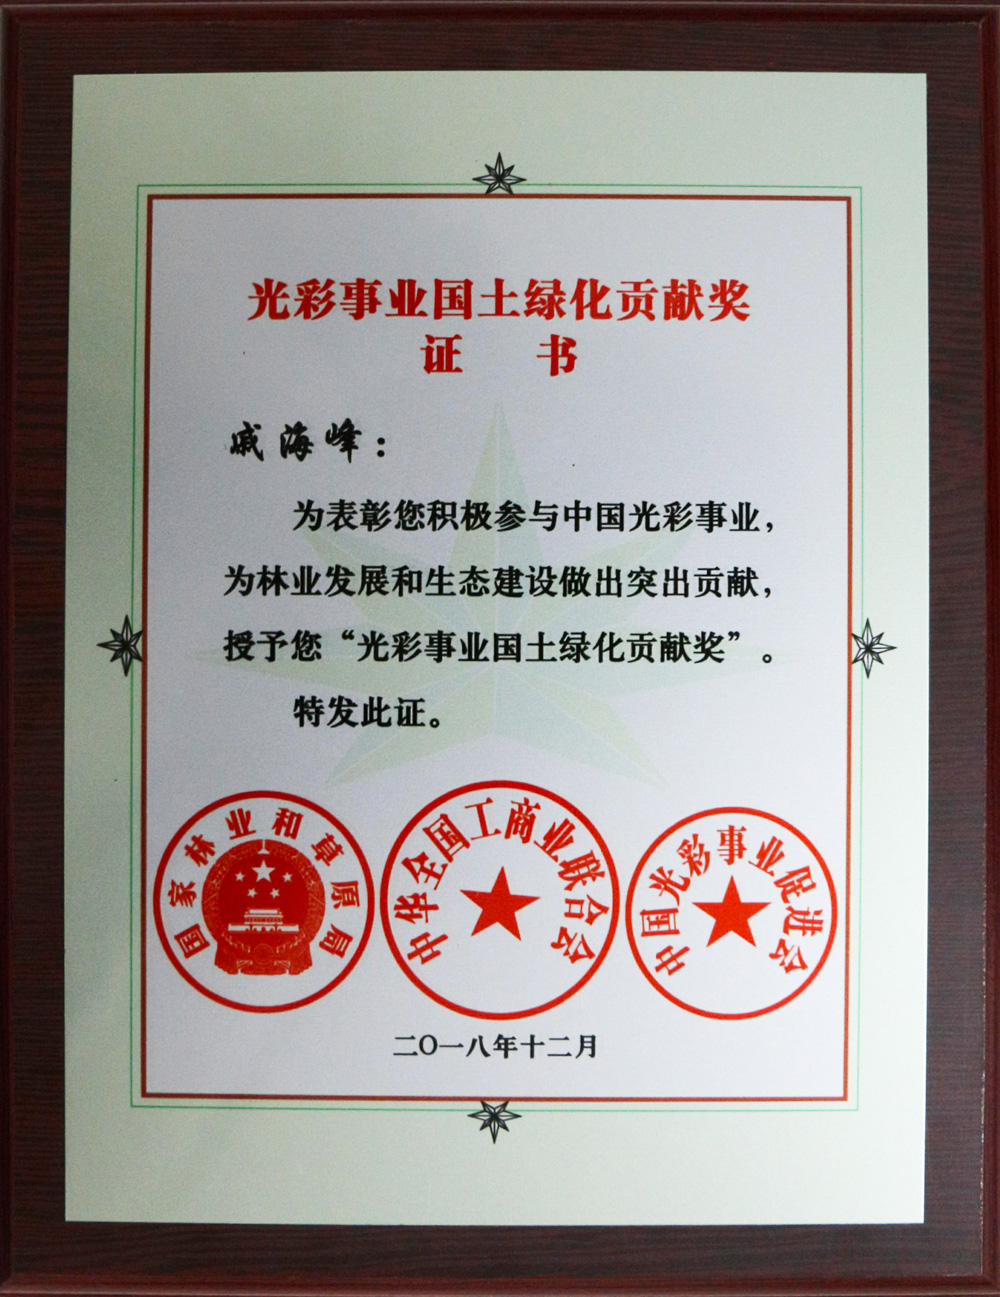 光彩事业国土绿化贡献奖
证书
戚海峰：
为表彰您积极参与中国光彩事业，
为林业发展和生态建设做出突出贡献，
授予您“光彩事业国土绿化贡献奖”。
特发此证。
国家林业和草原局
中华全国工商业联合会
中国光彩事业促进会
二〇一八年十二月